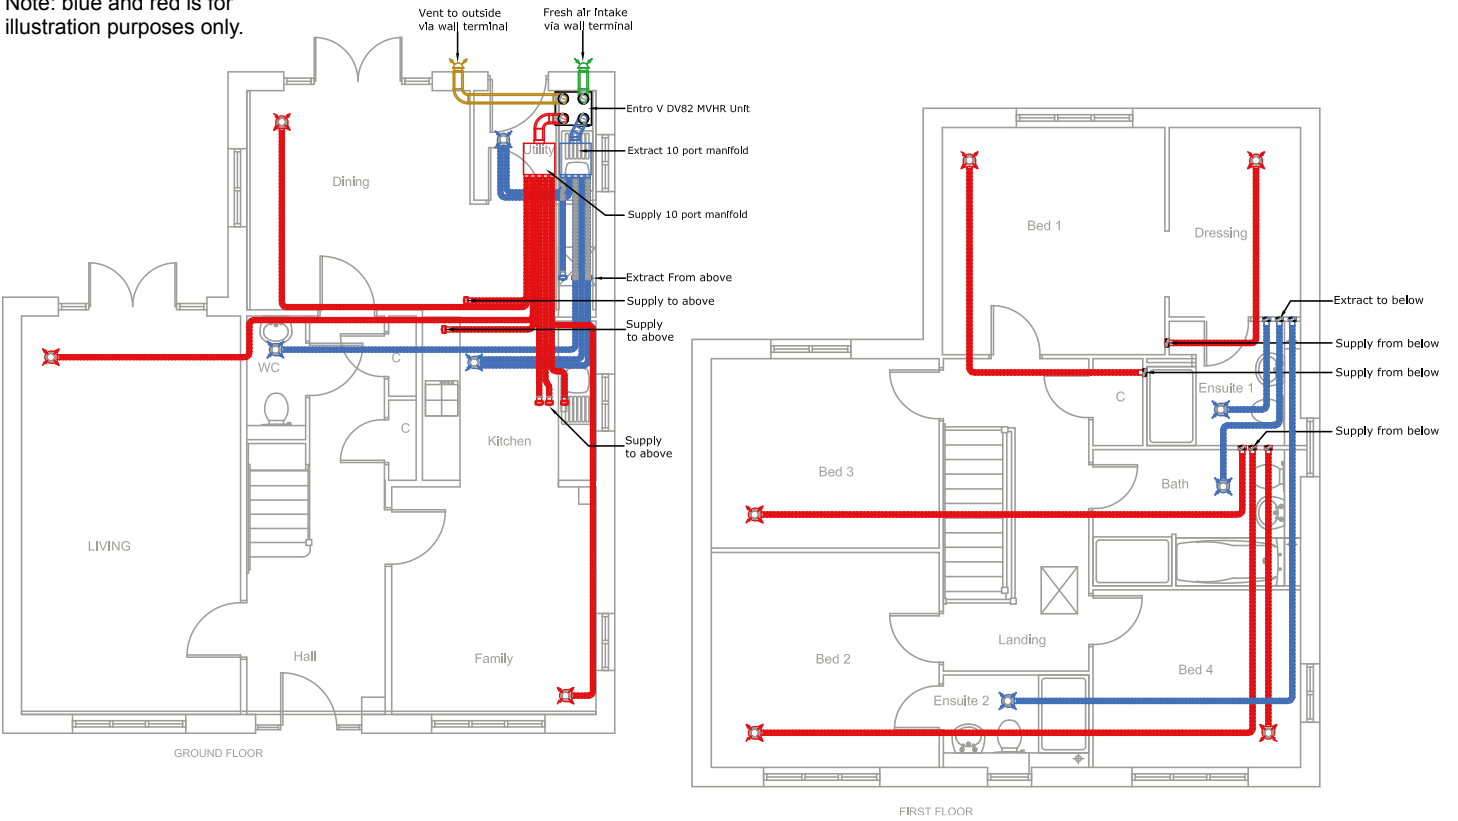 Note: blue and red is for
illustration purposes only.
Vent to outside
via wall terminal
Fresh air intake
via wall terminal
Entro V DV82 MVHR Unit
Utility
Extract 10 port manifold
Dining
Supply 10 port manifold
Extract From above
Supply to above
Supply
to above
WC
C
C
Kitchen
Supply
to above
LIVING
Hall
Family
GROUND FLOOR
Bed 1
Dressing
Extract to below
Supply from below
Supply from below
Ensuite 1
C
Supply from below
Bed 3
Bath
Landing
Bed 2
Bed 4
Ensuite 2
FIRST FLOOR